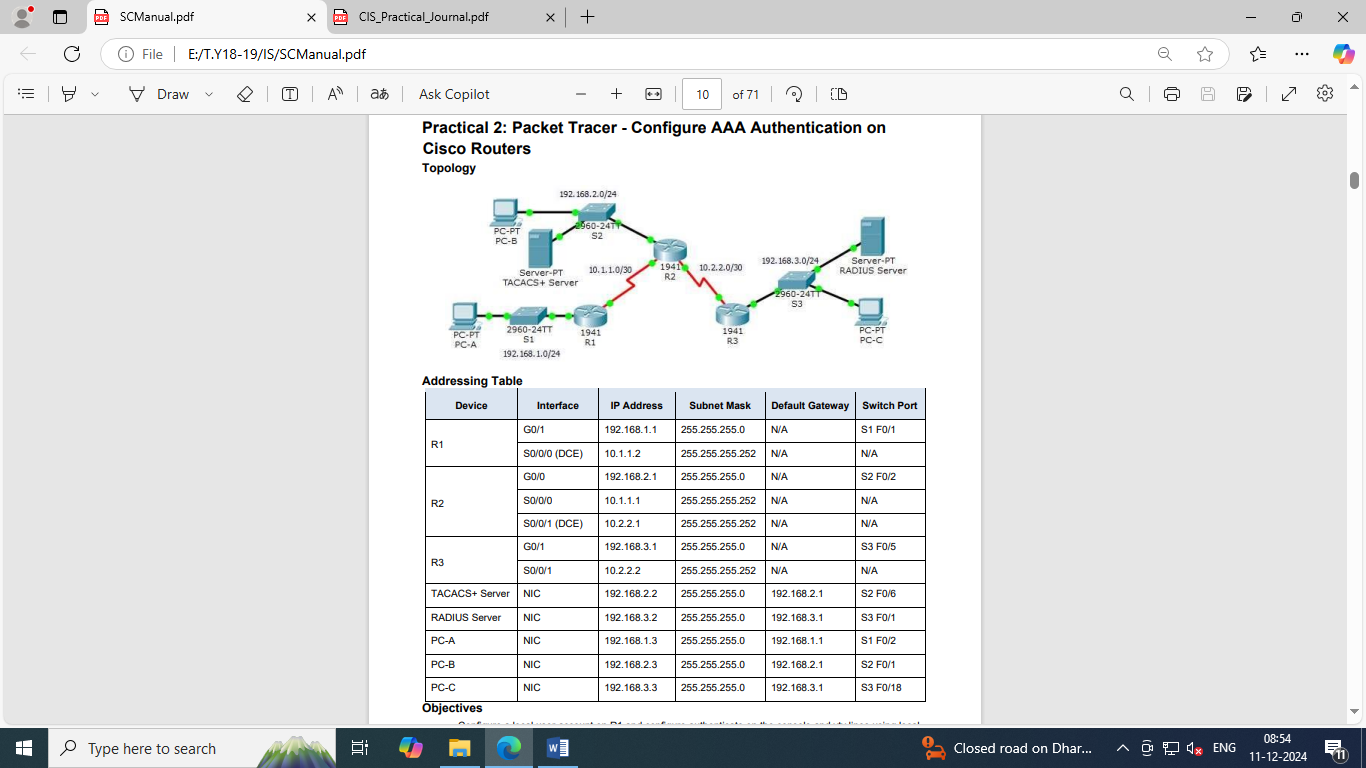 SCManual.pdf
CIS_Practical_Journal.pdf
File
E:/T.Y18-19/IS/SCManual.pdf
Draw
Ask Copilot
10
of 71
Practical 2: Packet Tracer - Configure AAA Authentication on
Cisco Routers
Topology
192.168.2.0/24
PC-PT
PC-B
2960-24TT
S2
Server-PT
TACACS+ Server
10.1.1.0/30
1941
R2
10.2.2.0/30
192.168.3.0/24
Server-PT
RADIUS Server
2960-24TT
S3
PC-PT
PC-A
2960-24TT
S1
1941
R1
1941
R3
PC-PT
PC-C
192.168.1.0/24
Addressing Table
Device Interface IP Address Subnet Mask Default Gateway Switch Port
R1 G0/1 192.168.1.1 255.255.255.0 N/A S1 F0/1
S0/0/0 (DCE) 10.1.1.2 255.255.255.252 N/A N/A
R2 G0/0 192.168.2.1 255.255.255.0 N/A S2 F0/2
S0/0/0 10.1.1.1 255.255.255.252 N/A N/A
S0/0/1 (DCE) 10.2.2.1 255.255.255.252 N/A N/A
R3 G0/1 192.168.3.1 255.255.255.0 N/A S3 F0/5
S0/0/1 10.2.2.2 255.255.255.252 N/A N/A
TACACS+ Server NIC 192.168.2.2 255.255.255.0 192.168.2.1 S2 F0/6
RADIUS Server NIC 192.168.3.2 255.255.255.0 192.168.3.1 S3 F0/1
PC-A NIC 192.168.1.3 255.255.255.0 192.168.1.1 S1 F0/2
PC-B NIC 192.168.2.3 255.255.255.0 192.168.2.1 S2 F0/1
PC-C NIC 192.168.3.3 255.255.255.0 192.168.3.1 S3 F0/18
Objectives
Type here to search
Closed road on Dhar...
ENG
08:54
11-12-2024
11